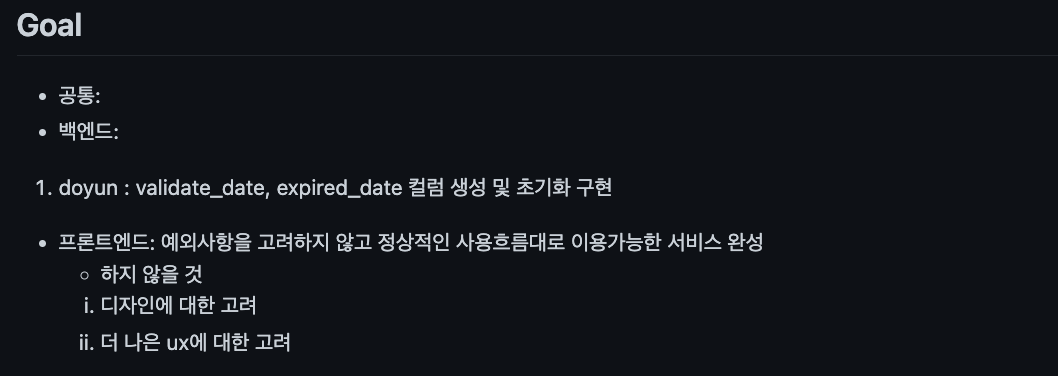 Goal
• 공통:
• 백엔드:
1. doyun : validate_date, expired_date 컬럼 생성 및 초기화 구현
• 프론트엔드: 예외사항을 고려하지 않고 정상적인 사용흐름대로 이용가능한 서비스 완성
◦ 하지 않을 것
i. 디자인에 대한 고려
ii. 더 나은 ux에 대한 고려